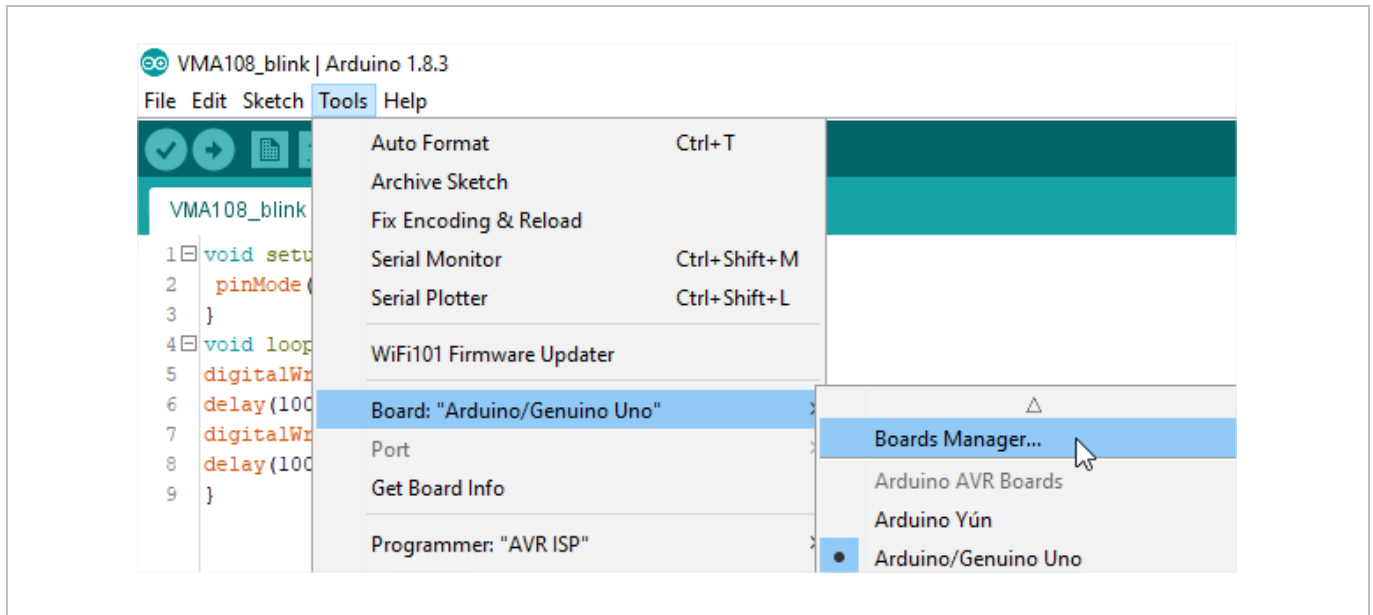 VMA108_blink | Arduino 1.8.3
File Edit Sketch Tools Help
Auto Format Ctrl+T
Archive Sketch
Fix Encoding & Reload
Serial Monitor Ctrl+Shift+M
Serial Plotter Ctrl+Shift+L
WiFi101 Firmware Updater
Board: "Arduino/Genuino Uno"
Port
Get Board Info
Programmer: "AVR ISP"
Boards Manager...
Arduino AVR Boards
Arduino Yún
Arduino/Genuino Uno
VMA108_blink
1 void setu
2 pinMode(
3 }
4 void loop
5 digitalWr
6 delay(100
7 digitalWr
8 delay(100
9 }